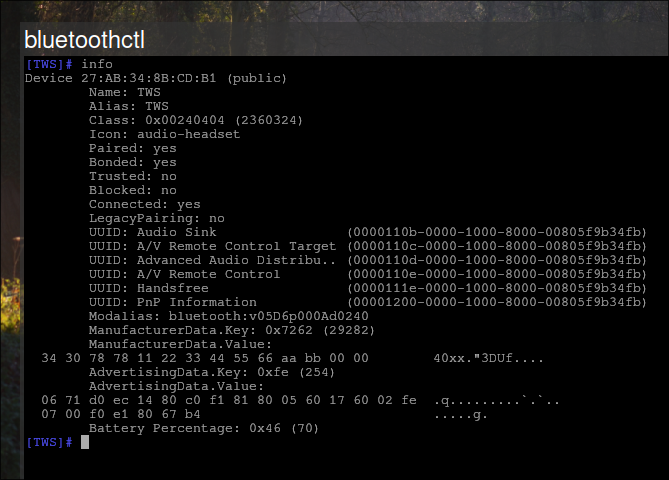 bluetoothctl
[TWS]# info
Device 27:AB:34:8B:CD:B1 (public)
Name: TWS
Alias: TWS
Class: 0x00240404 (2360324)
Icon: audio-headset
Paired: yes
Bonded: yes
Trusted: no
Blocked: no
Connected: yes
LegacyPairing: no
UUID: Audio Sink (0000110b-0000-1000-8000-00805f9b34fb)
UUID: A/V Remote Control Target (0000110c-0000-1000-8000-00805f9b34fb)
UUID: Advanced Audio Distribu.. (0000110d-0000-1000-8000-00805f9b34fb)
UUID: A/V Remote Control (0000110e-0000-1000-8000-00805f9b34fb)
UUID: Handsfree (0000111e-0000-1000-8000-00805f9b34fb)
UUID: PnP Information (00001200-0000-1000-8000-00805f9b34fb)
Modalias: bluetooth:v05D6p000Ad0240
ManufacturerData.Key: 0x7262 (29282)
ManufacturerData.Value:
34 30 78 78 11 22 33 44 55 66 aa bb 00 00 40xx."3DUf....
AdvertisingData.Key: 0xfe (254)
AdvertisingData.Value:
06 71 d0 ec 14 80 c0 f1 81 80 05 60 17 60 02 fe .q.........`.`..
07 00 f0 e1 80 67 b4 .....g.
Battery Percentage: 0x46 (70)
[TWS]#